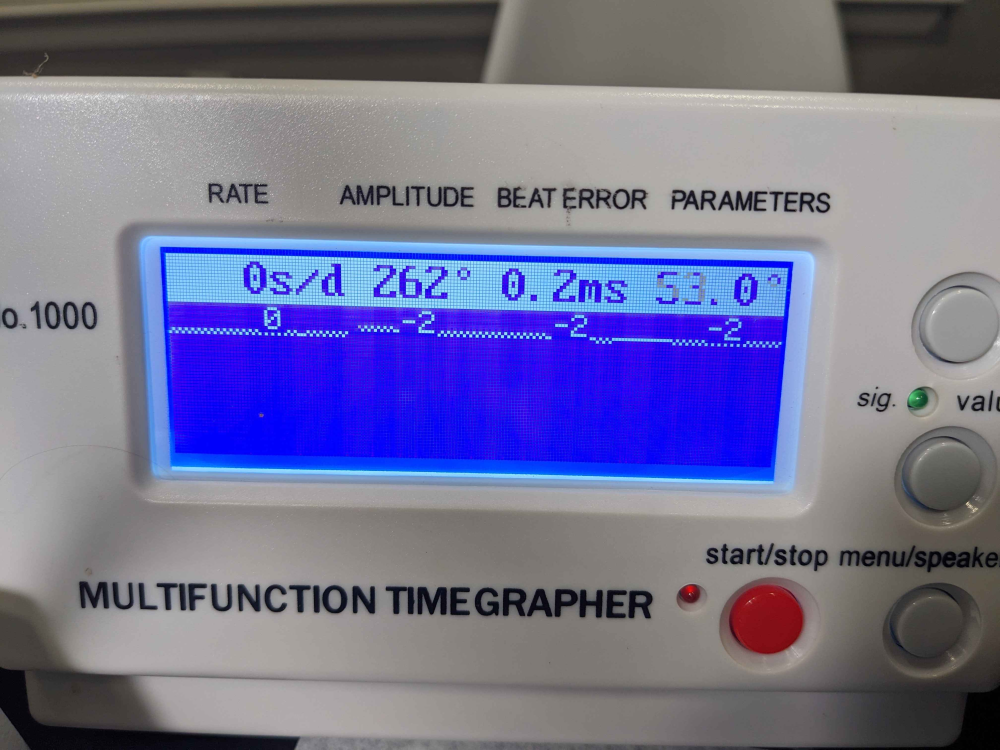 RATE AMPLITUDE BEAT ERROR PARAMETERS
0s/d 262° 0.2ms 53.0°
0 -2 -2 -2
o.1000
sig. valu
start/stop menu/speake
MULTIFUNCTION TIMEGRAPHER